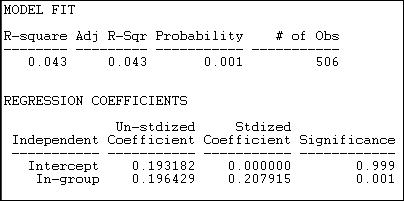 MODEL FIT
R-square Adj R-Sqr Probability # of Obs
-------- --------- ----------- -----------
0.043 0.043 0.001 506
REGRESSION COEFFICIENTS
Un-stdized Stdized
Independent Coefficient Coefficient Significance
----------- ----------- ----------- ------------
Intercept 0.193182 0.000000 0.999
In-group 0.196429 0.207915 0.001